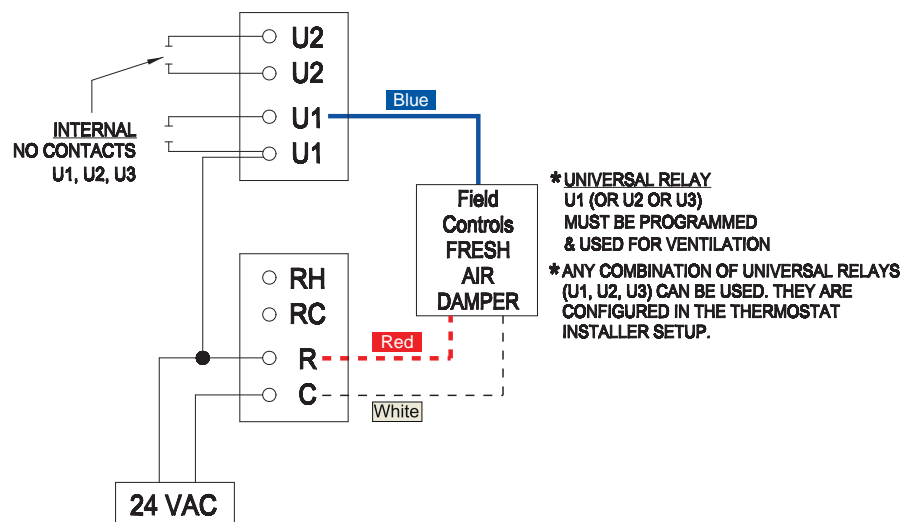 U2
U2
U1
U1
INTERNAL
NO CONTACTS
U1, U2, U3
Blue
Field
Controls
FRESH
AIR
DAMPER
* UNIVERSAL RELAY
U1 (OR U2 OR U3)
MUST BE PROGRAMMED
& USED FOR VENTILATION
* ANY COMBINATION OF UNIVERSAL RELAYS
(U1, U2, U3) CAN BE USED. THEY ARE
CONFIGURED IN THE THERMOSTAT
INSTALLER SETUP.
RH
RC
R
C
Red
White
24 VAC